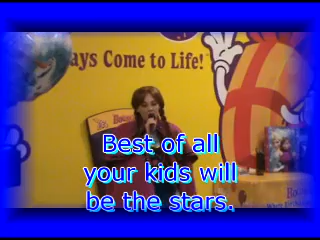 ays Come to Life!
Best of all
your kids will
be the stars.